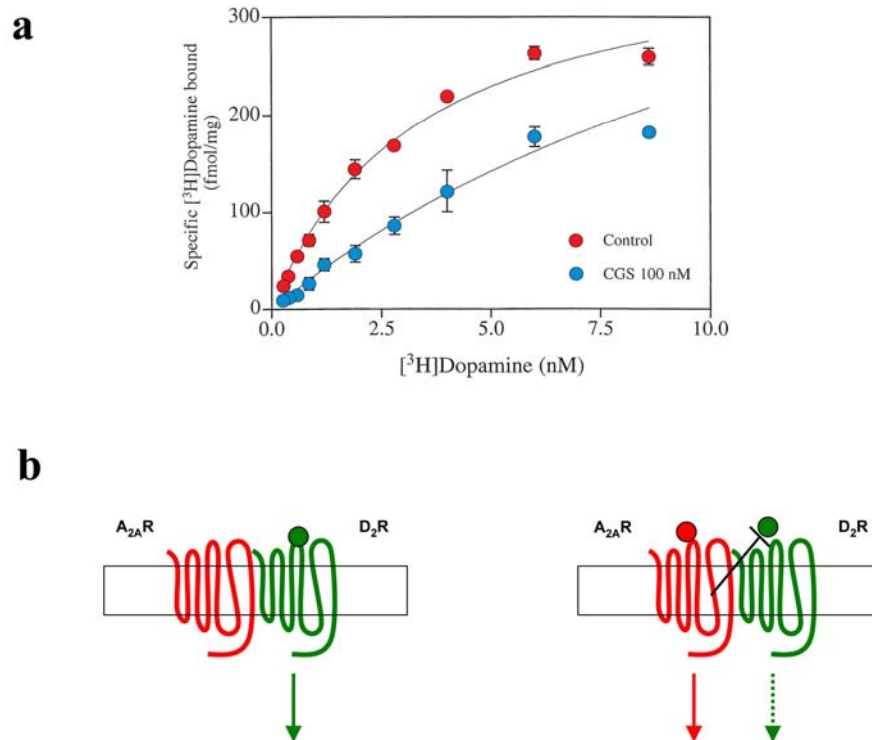 a
Specific [³H]Dopamine bound
(fmol/mg)
300
200
100
0
0.0 2.5 5.0 7.5 10.0
Control
CGS 100 nM
[³H]Dopamine (nM)
b
A₂ₐR D₂R
A₂ₐR D₂R